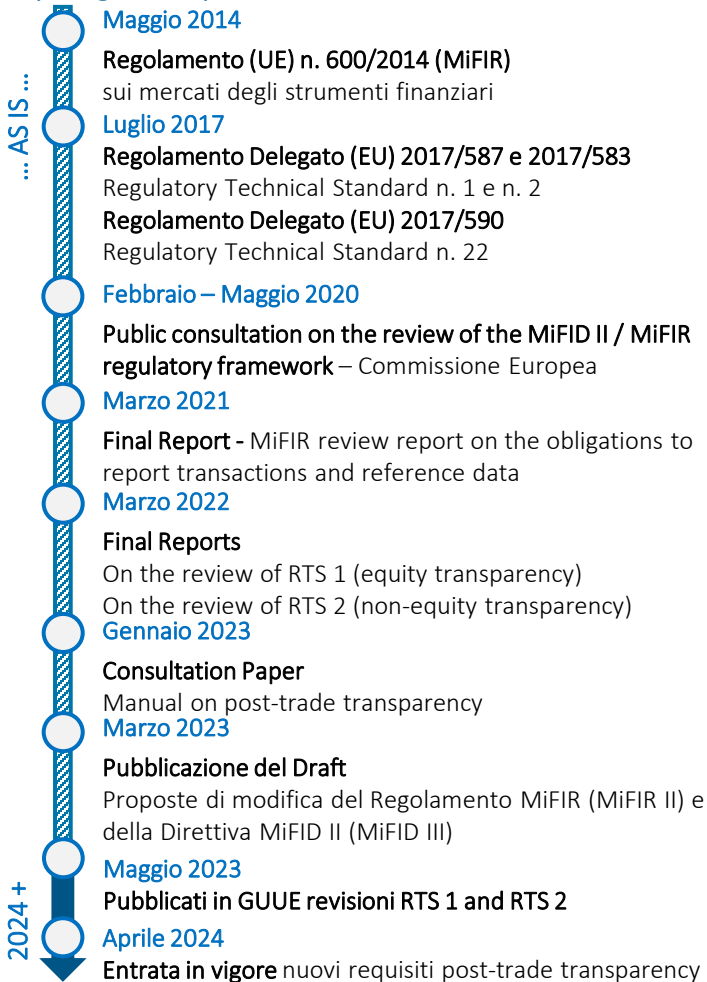 Maggio 2014
Regolamento (UE) n. 600/2014 (MiFIR)
sui mercati degli strumenti finanziari
... AS IS ...
Luglio 2017
Regolamento Delegato (EU) 2017/587 e 2017/583
Regulatory Technical Standard n. 1 e n. 2
Regolamento Delegato (EU) 2017/590
Regulatory Technical Standard n. 22
Febbraio – Maggio 2020
Public consultation on the review of the MiFID II / MiFIR
regulatory framework – Commissione Europea
Marzo 2021
Final Report - MiFIR review report on the obligations to
report transactions and reference data
Marzo 2022
Final Reports
On the review of RTS 1 (equity transparency)
On the review of RTS 2 (non-equity transparency)
Gennaio 2023
Consultation Paper
Manual on post-trade transparency
Marzo 2023
Pubblicazione del Draft
Proposte di modifica del Regolamento MiFIR (MiFIR II) e
della Direttiva MiFID II (MiFID III)
Maggio 2023
Pubblicati in GUUE revisioni RTS 1 and RTS 2
2024 +
Aprile 2024
Entrata in vigore nuovi requisiti post-trade transparency